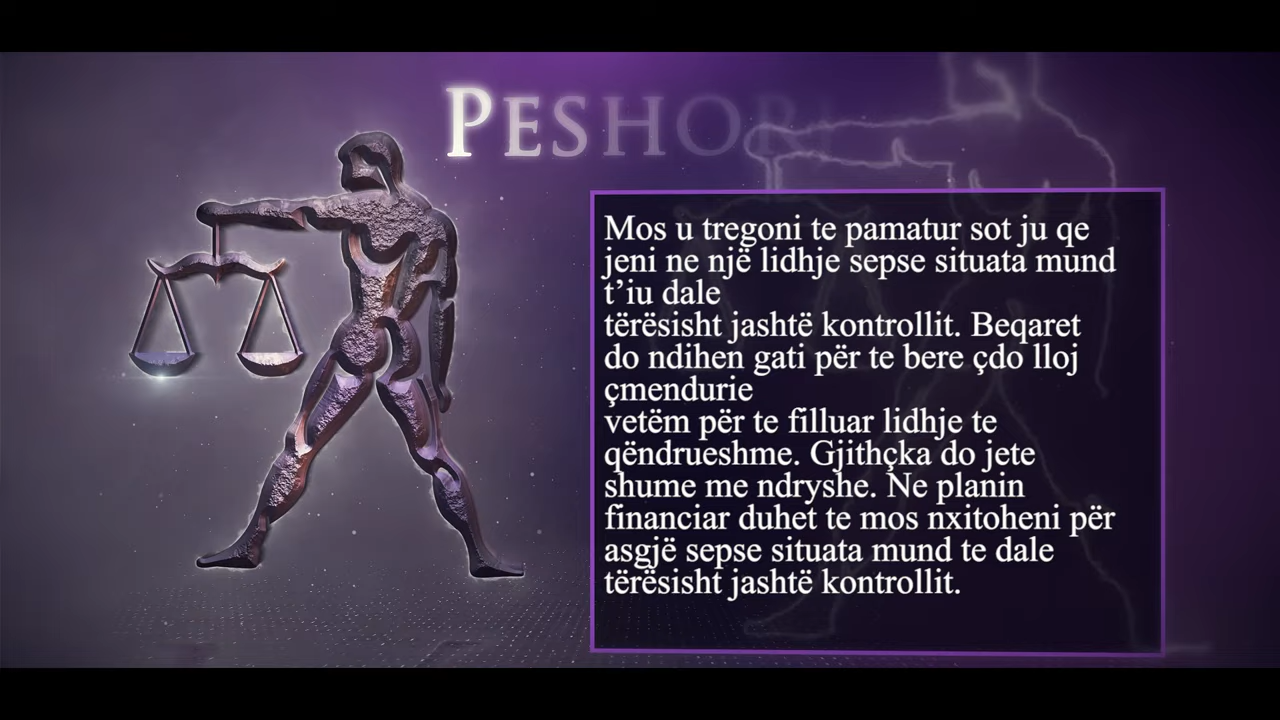 PESHOR
Mos u tregoni te pamatur sot ju qe
jeni ne një lidhje sepse situata mund
t’iu dale
tërësisht jashtë kontrollit. Beqaret
do ndihen gati për te bere çdo lloj
çmendurie
vetëm për te filluar lidhje te
qëndrueshme. Gjithçka do jete
shume me ndryshe. Ne planin
financiar duhet te mos nxitoheni për
asgjë sepse situata mund te dale
tërësisht jashtë kontrollit.